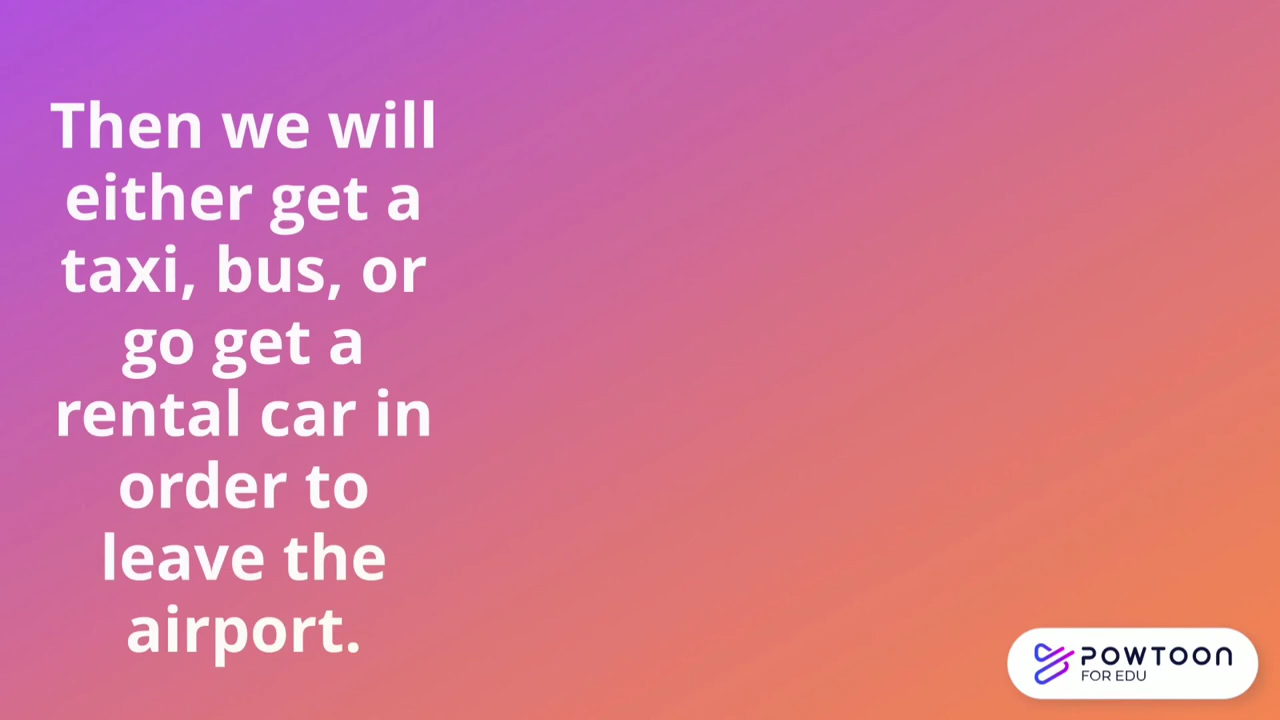 Then we will
either get a
taxi, bus, or
go get a
rental car in
order to
leave the
airport.
POWTOON
FOR EDU